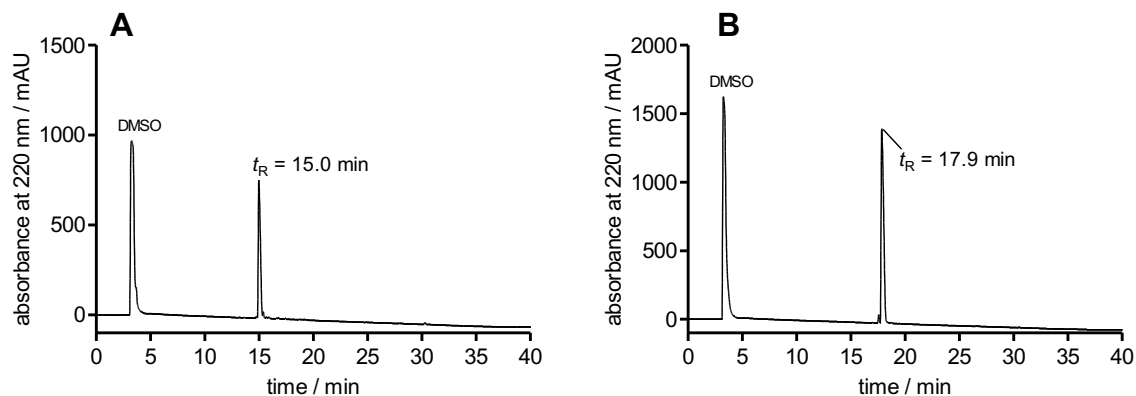 A
absorbance at 220 nm / mAU
1500
1000
500
0
DMSO
tR = 15.0 min
0 5 10 15 20 25 30 35 40
time / min
B
absorbance at 220 nm / mAU
2000
1500
1000
500
0
DMSO
tR = 17.9 min
0 5 10 15 20 25 30 35 40
time / min